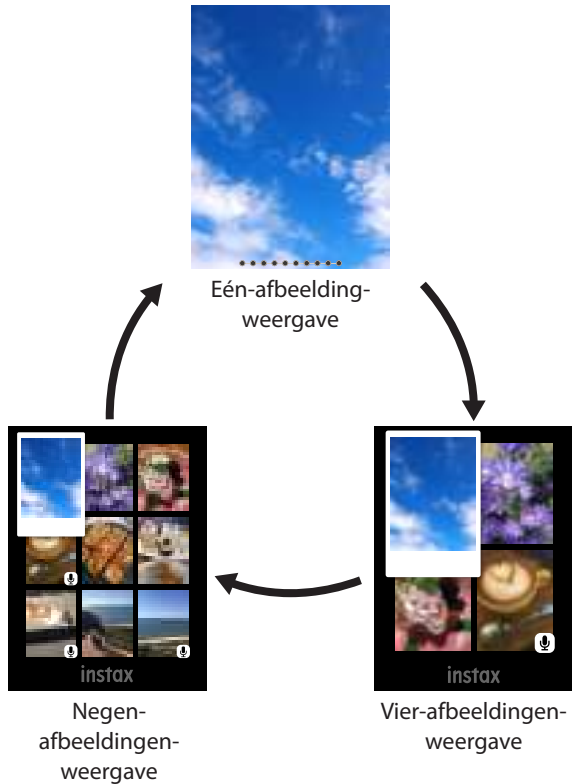 Eén-afbeelding-
weergave
instax
Negen-
afbeeldingen-
weergave
instax
Vier-afbeeldingen-
weergave